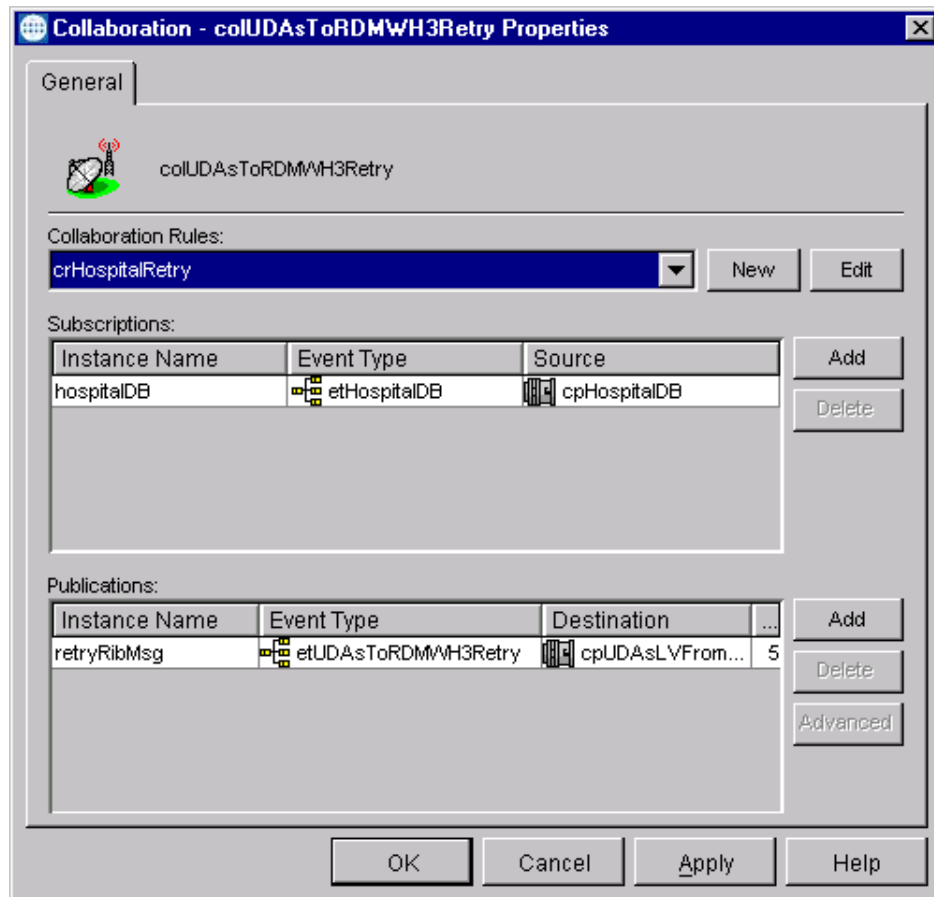 Collaboration - colUDAsToRDMWH3Retry Properties
General
colUDAsToRDMWH3Retry
Collaboration Rules:
crHospitalRetry New Edit
Subscriptions:
Instance Name Event Type Source Add
hospitalDB etHospitalDB cpHospitalDB
Delete
Publications:
Instance Name Event Type Destination ... Add
retryRibMsg etUDAsToRDMWH3Retry cpUDAsLVFrom... 5
Delete
Advanced
OK Cancel Apply Help